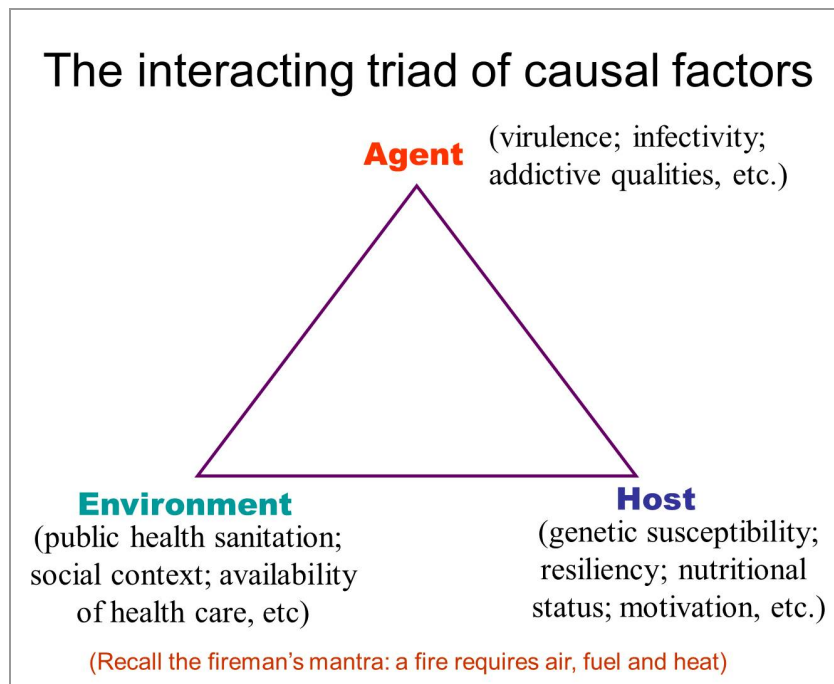 The interacting triad of causal factors
Agent
(virulence; infectivity;
addictive qualities, etc.)
Environment
(public health sanitation;
social context; availability
of health care, etc)
Host
(genetic susceptibility;
resiliency; nutritional
status; motivation, etc.)
(Recall the fireman’s mantra: a fire requires air, fuel and heat)